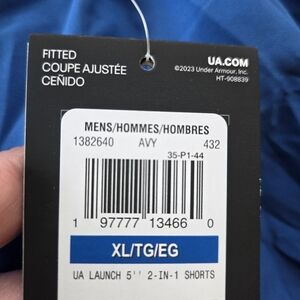 FITTED
COUPE AJUSTÉE
CEÑIDO
UA.COM
©2023 Under Armour, Inc.
HT-908839
MENS/HOMMES/HOMBRES
1382640 AVY 432
35-P1-44
1 97777 13466 0
XL/TG/EG
UA LAUNCH 5'' 2-IN-1 SHORTS